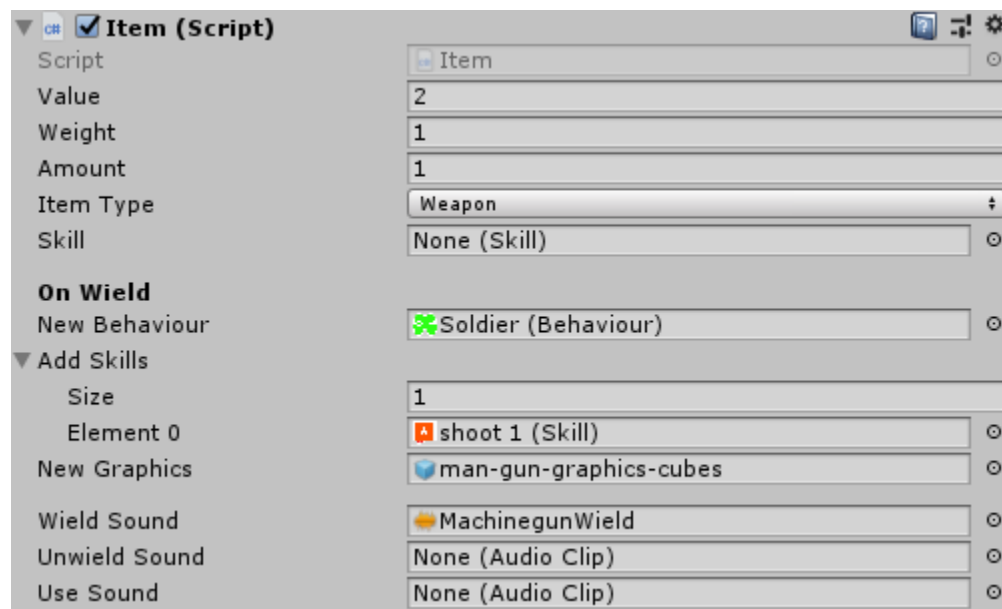 Item (Script)
Script Item
Value 2
Weight 1
Amount 1
Item Type Weapon
Skill None (Skill)
On Wield
New Behaviour Soldier (Behaviour)
Add Skills
Size 1
Element 0 shoot 1 (Skill)
New Graphics man-gun-graphics-cubes
Wield Sound MachinegunWield
Unwield Sound None (Audio Clip)
Use Sound None (Audio Clip)